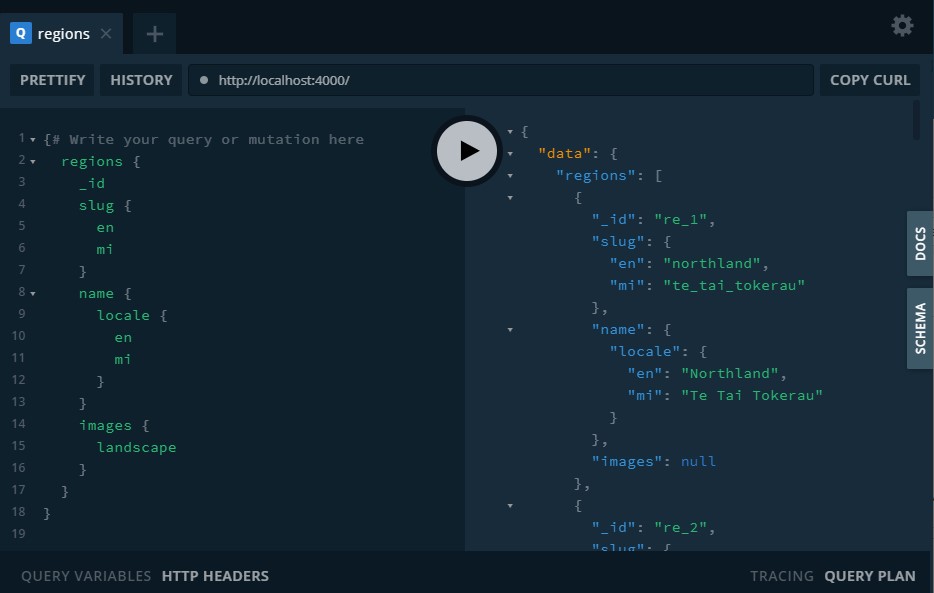 Q regions
PRETTIFY HISTORY http://localhost:4000/ COPY CURL
1 {# Write your query or mutation here
2 regions {
3 _id
4 slug {
5 en
6 mi
7 }
8 name {
9 locale {
10 en
11 mi
12 }
13 }
14 images {
15 landscape
16 }
17 }
18 }
19
{
"data": {
"regions": [
{
"_id": "re_1",
"slug": {
"en": "northland",
"mi": "te_tai_tokerau"
},
"name": {
"locale": {
"en": "Northland",
"mi": "Te Tai Tokerau"
}
},
"images": null
},
{
"_id": "re_2",
"slug": {
DOCS
SCHEMA
QUERY VARIABLES HTTP HEADERS
TRACING QUERY PLAN